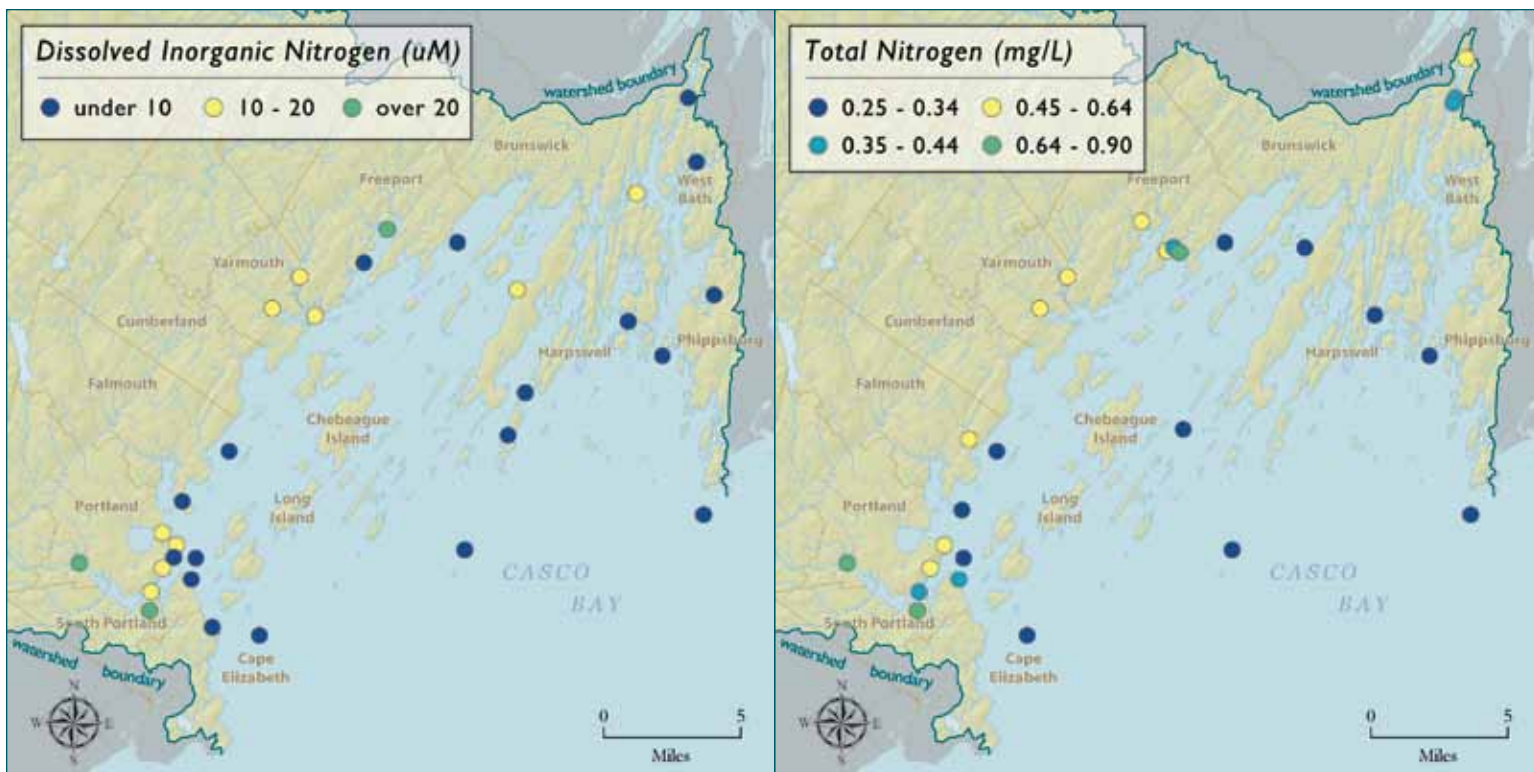 Dissolved Inorganic Nitrogen (uM)
under 10
10 - 20
over 20
watershed boundary
Brunswick
Freeport
West
Bath
Yarmouth
Cumberland
Phippsburg
Harpswell
Falmouth
Chebeague
Island
Long
Island
Portland
CASCO
BAY
South Portland
watershed
boundary
Cape
Elizabeth
N
W
E
S
0
5
Miles
Total Nitrogen (mg/L)
0.25 - 0.34
0.45 - 0.64
0.35 - 0.44
0.64 - 0.90
watershed boundary
Brunswick
Freeport
West
Bath
Yarmouth
Cumberland
Phippsburg
Harpswell
Falmouth
Chebeague
Island
Long
Island
Portland
CASCO
BAY
South Portland
watershed
boundary
Cape
Elizabeth
N
W
E
S
0
5
Miles